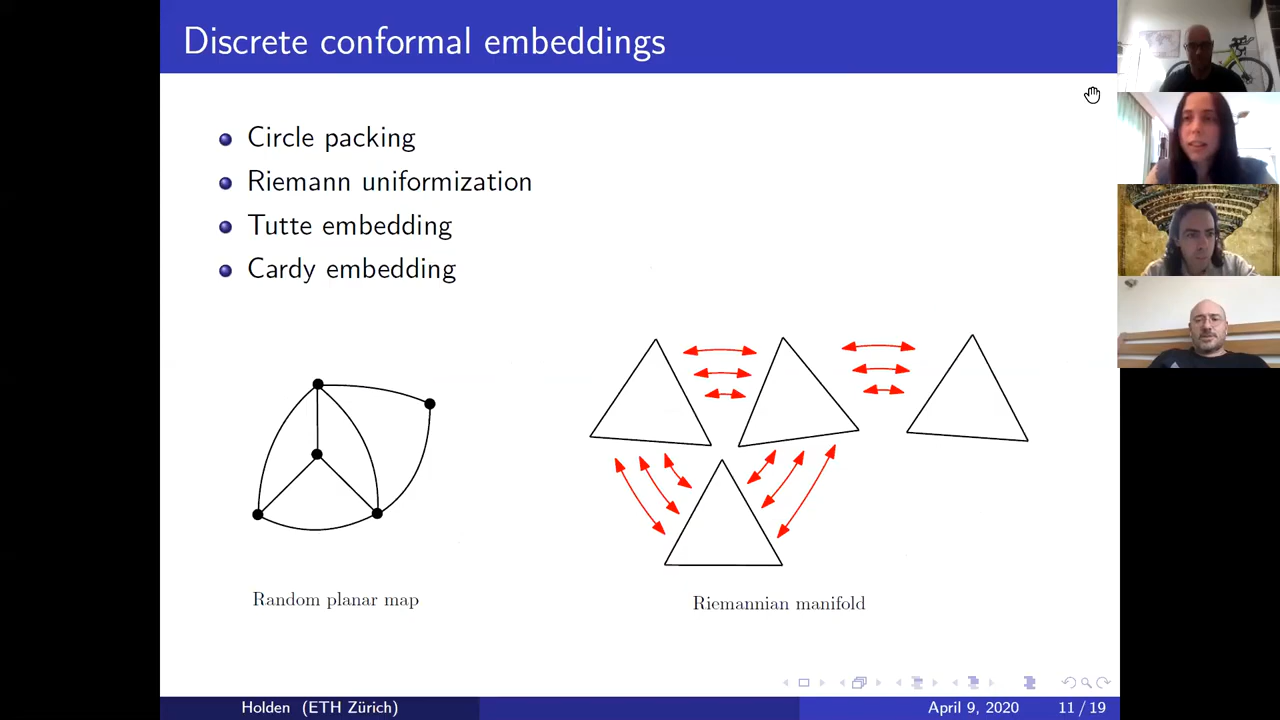 Discrete conformal embeddings
Circle packing
Riemann uniformization
Tutte embedding
Cardy embedding
Random planar map
Riemannian manifold
Holden (ETH Zürich)
April 9, 2020
11 / 19